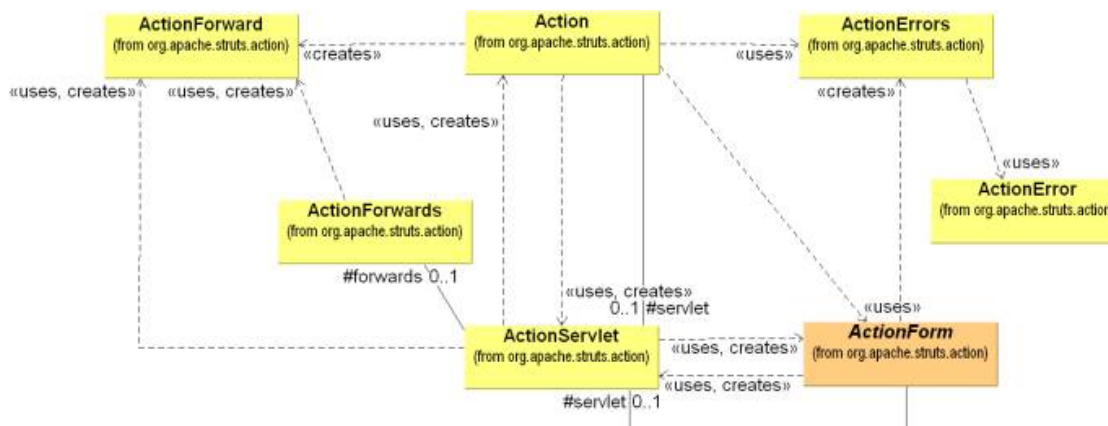 ActionForward
(from org.apache.struts.action)
Action
(from org.apache.struts.action)
ActionErrors
(from org.apache.struts.action)
«creates»
«uses»
«uses, creates»
«uses, creates»
«creates»
«uses, creates»
«uses»
ActionError
(from org.apache.struts.action)
ActionForwards
(from org.apache.struts.action)
#forwards 0..1
«uses, creates»
0..1 #servlet
«uses»
ActionServlet
(from org.apache.struts.action)
ActionForm
(from org.apache.struts.action)
«uses, creates»
«uses, creates»
#servlet 0..1